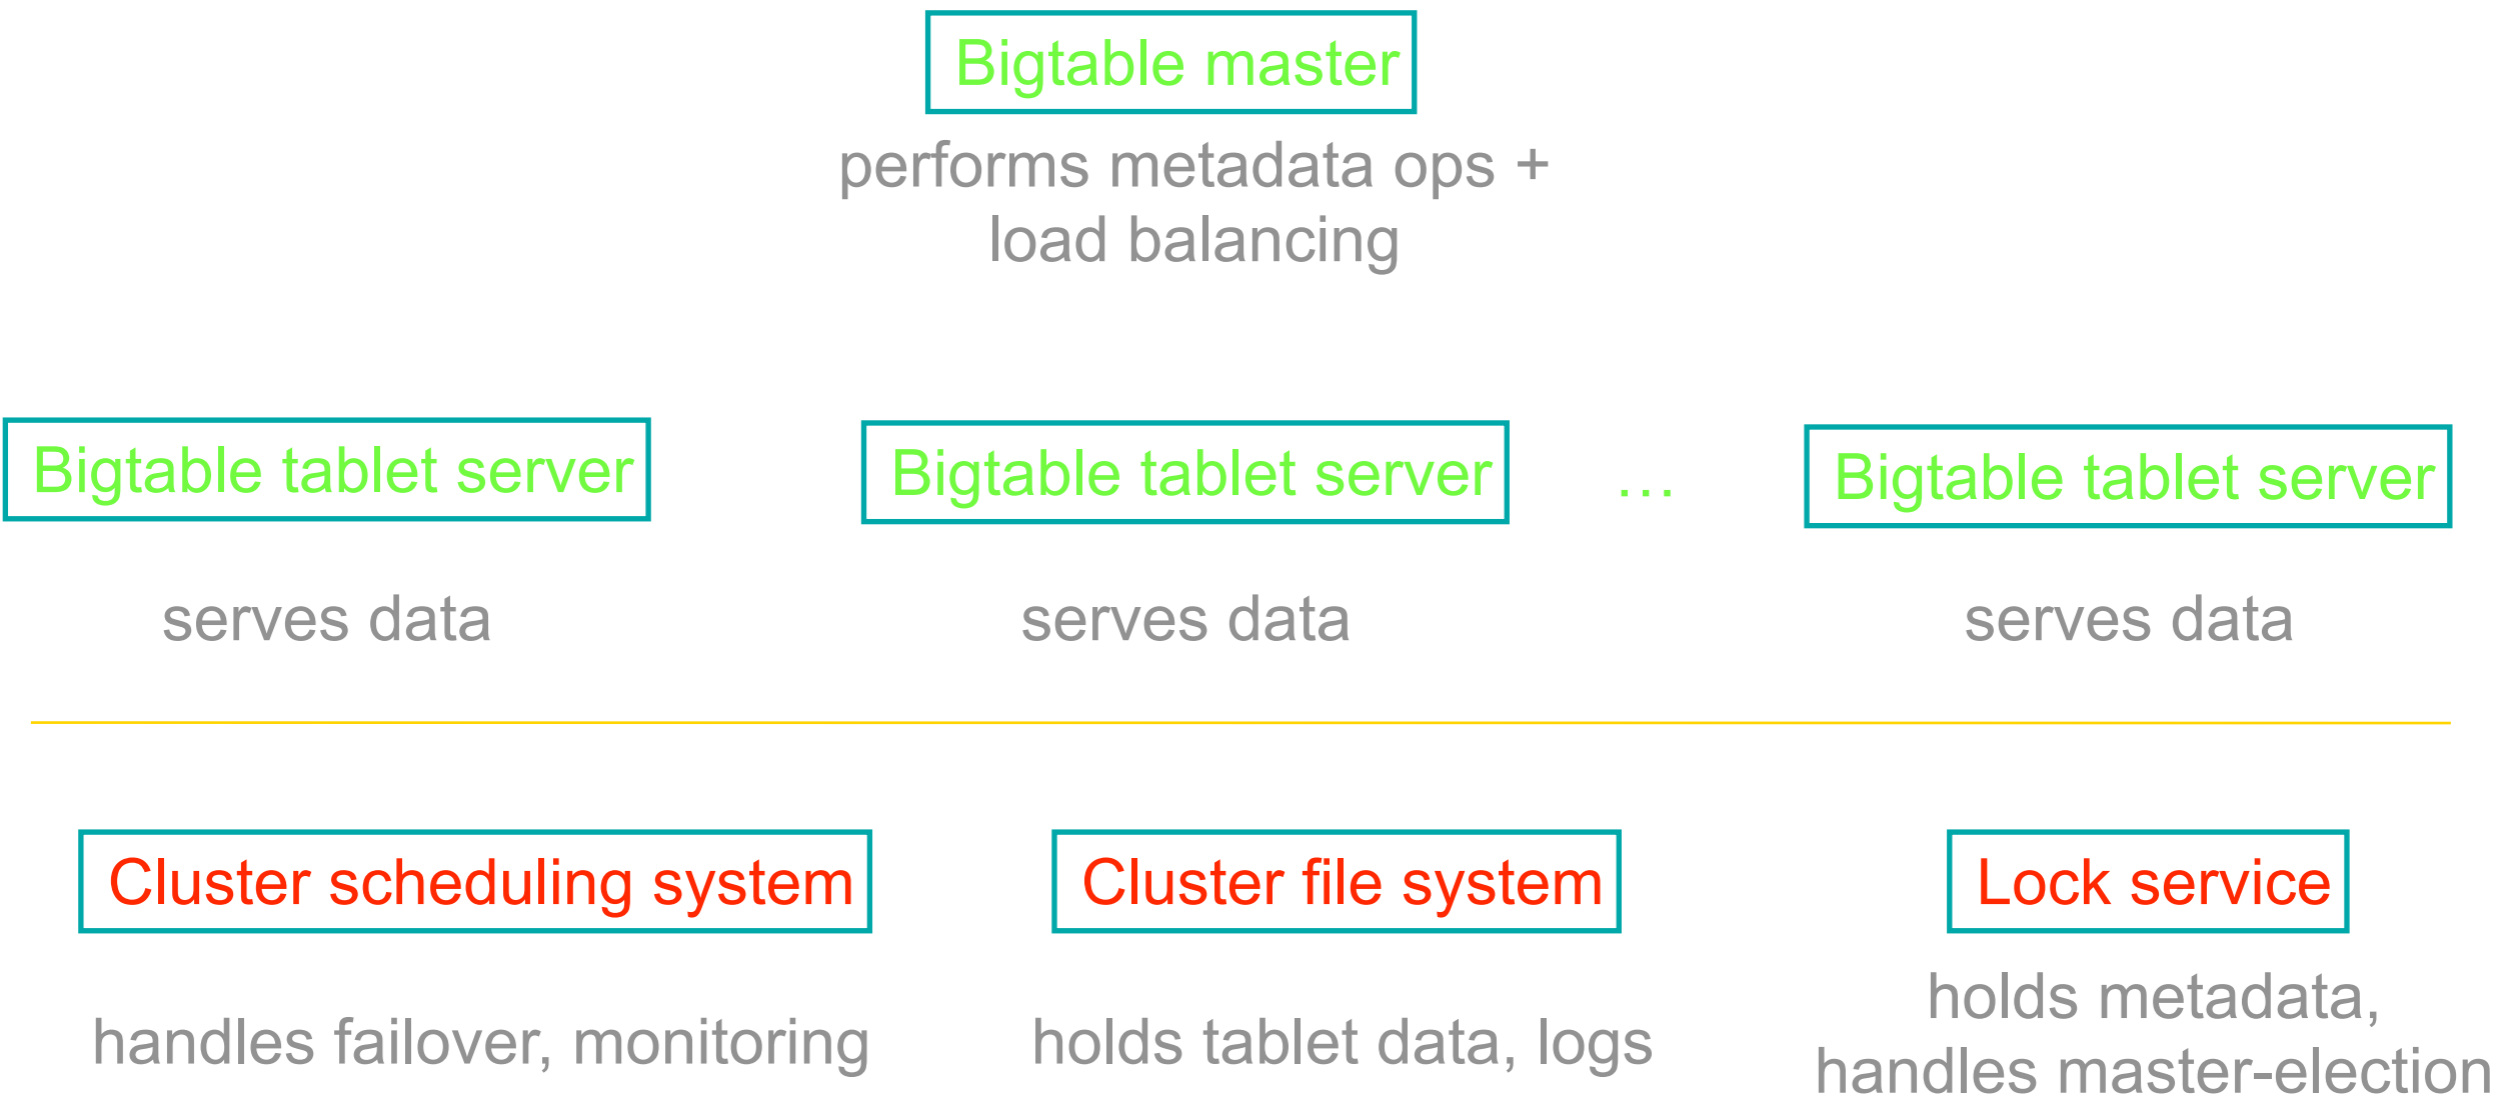 Bigtable master
performs metadata ops +
load balancing
Bigtable tablet server
Bigtable tablet server
…
Bigtable tablet server
serves data
serves data
serves data
Cluster scheduling system
Cluster file system
Lock service
handles failover, monitoring
holds tablet data, logs
holds metadata,
handles master-election